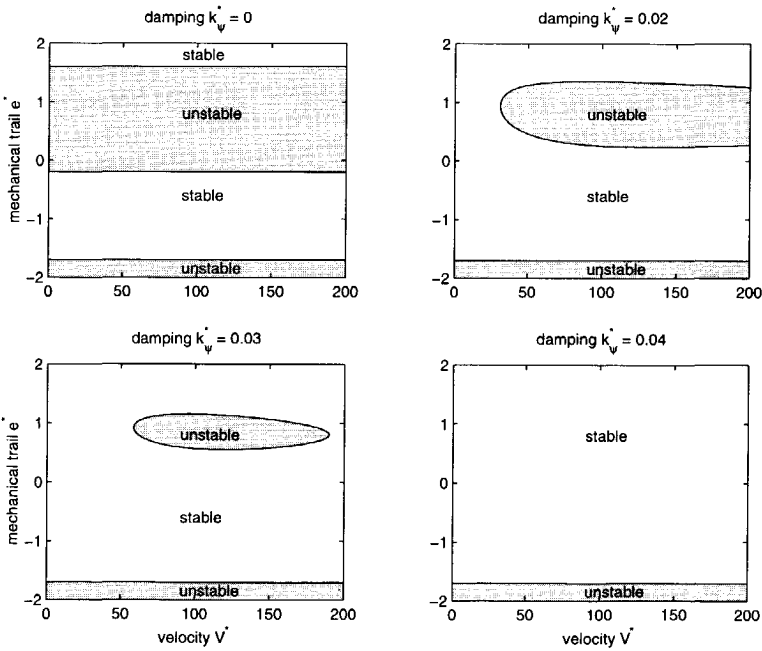 damping k*ψ = 0
2
stable
1
unstable
0
stable
−1
unstable
−2
0 50 100 150 200
mechanical trail e*
damping k*ψ = 0.02
2
1
unstable
0
stable
−1
unstable
−2
0 50 100 150 200
damping k*ψ = 0.03
2
1
unstable
0
stable
−1
unstable
−2
0 50 100 150 200
mechanical trail e*
velocity V*
damping k*ψ = 0.04
2
1
stable
0
−1
unstable
−2
0 50 100 150 200
velocity V*